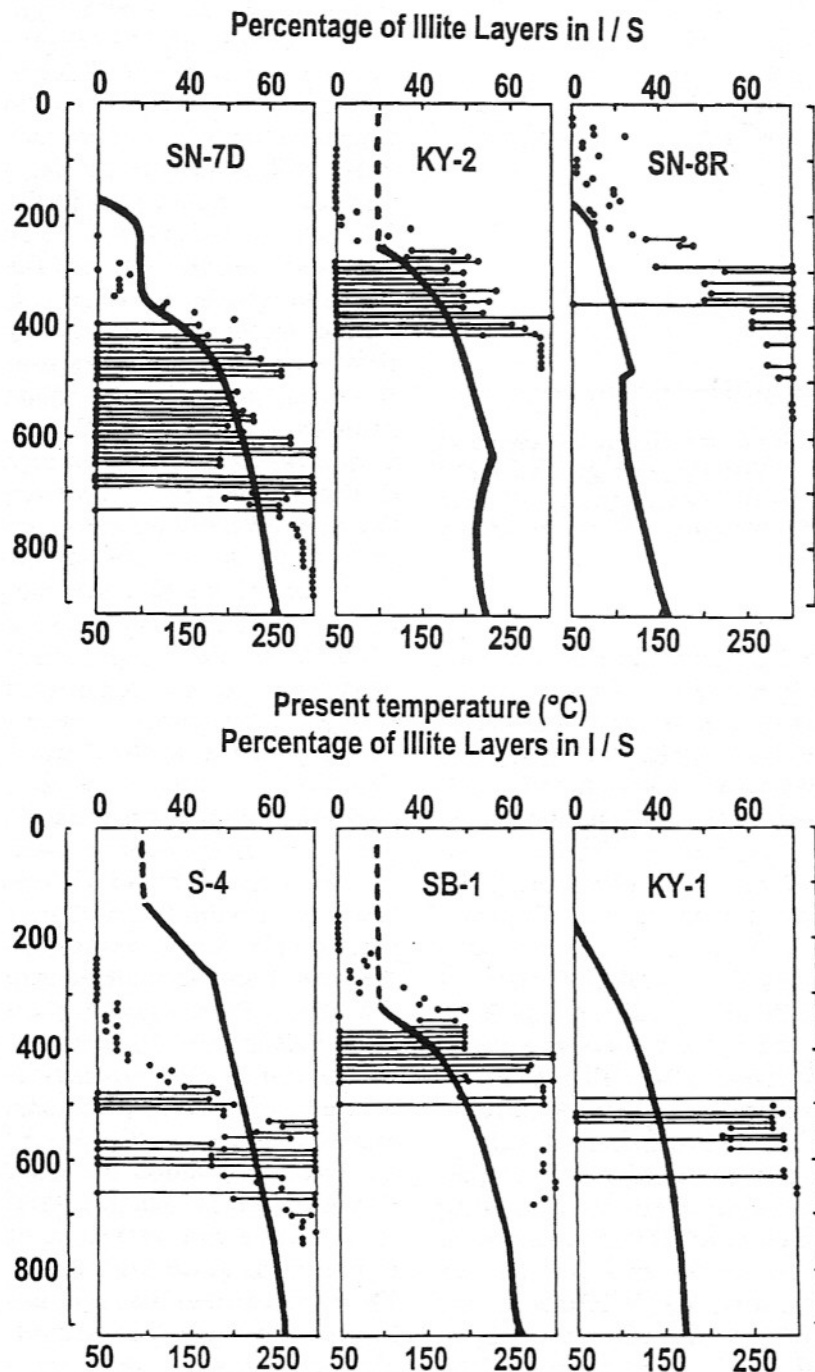 Percentage of Illite Layers in I / S
0 40 60 0 40 60 0 40 60
0
SN-7D KY-2 SN-8R
200
400
600
800
50 150 250 50 150 250 50 150 250
Present temperature (°C)
Percentage of Illite Layers in I / S
0 40 60 0 40 60 0 40 60
0
S-4 SB-1 KY-1
200
400
600
800
50 150 250 50 150 250 50 150 250